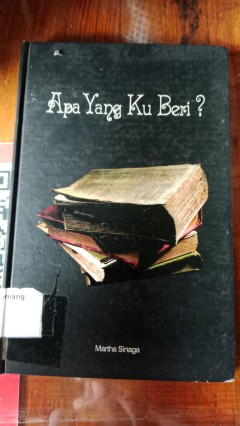 Apa Yang Ku Beri ?
Martha Sinaga